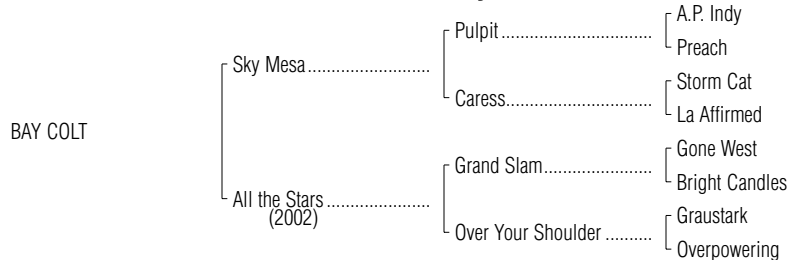 A.P. Indy
Pulpit..............................
Preach
Sky Mesa.........................
Storm Cat
Caress.............................
La Affirmed
BAY COLT
Gone West
Grand Slam......................
Bright Candles
All the Stars .....................
(2002)
Graustark
Over Your Shoulder ..........
Overpowering